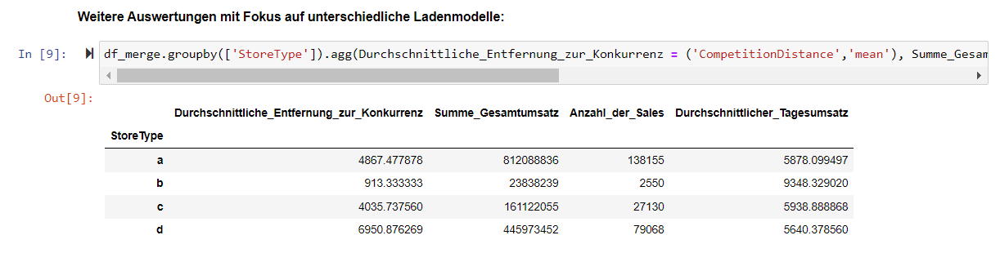 Weitere Auswertungen mit Fokus auf unterschiedliche Ladenmodelle:
In [9]: df_merge.groupby(['StoreType']).agg(Durchschnittliche_Entfernung_zur_Konkurrenz = ('CompetitionDistance','mean'), Summe_Gesam
Out[9]:
Durchschnittliche_Entfernung_zur_Konkurrenz Summe_Gesamtumsatz Anzahl_der_Sales Durchschnittlicher_Tagesumsatz
StoreType
a 4867.477878 812088836 138155 5878.099497
b 913.333333 23838239 2550 9348.329020
c 4035.737560 161122055 27130 5938.888868
d 6950.876269 445973452 79068 5640.378560